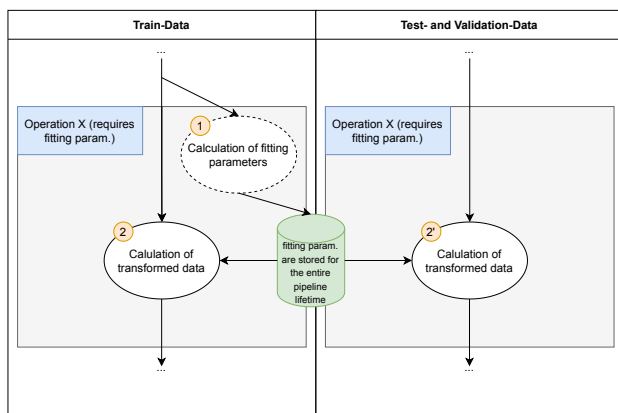 Train-Data
Test- and Validation-Data
...
...
Operation X (requires
fitting param.)
1
Calculation of fitting
parameters
Operation X (requires
fitting param.)
2
Calulation of
transformed data
fitting param.
are stored for
the entire
pipeline
lifetime
2'
Calulation of
transformed data
...
...